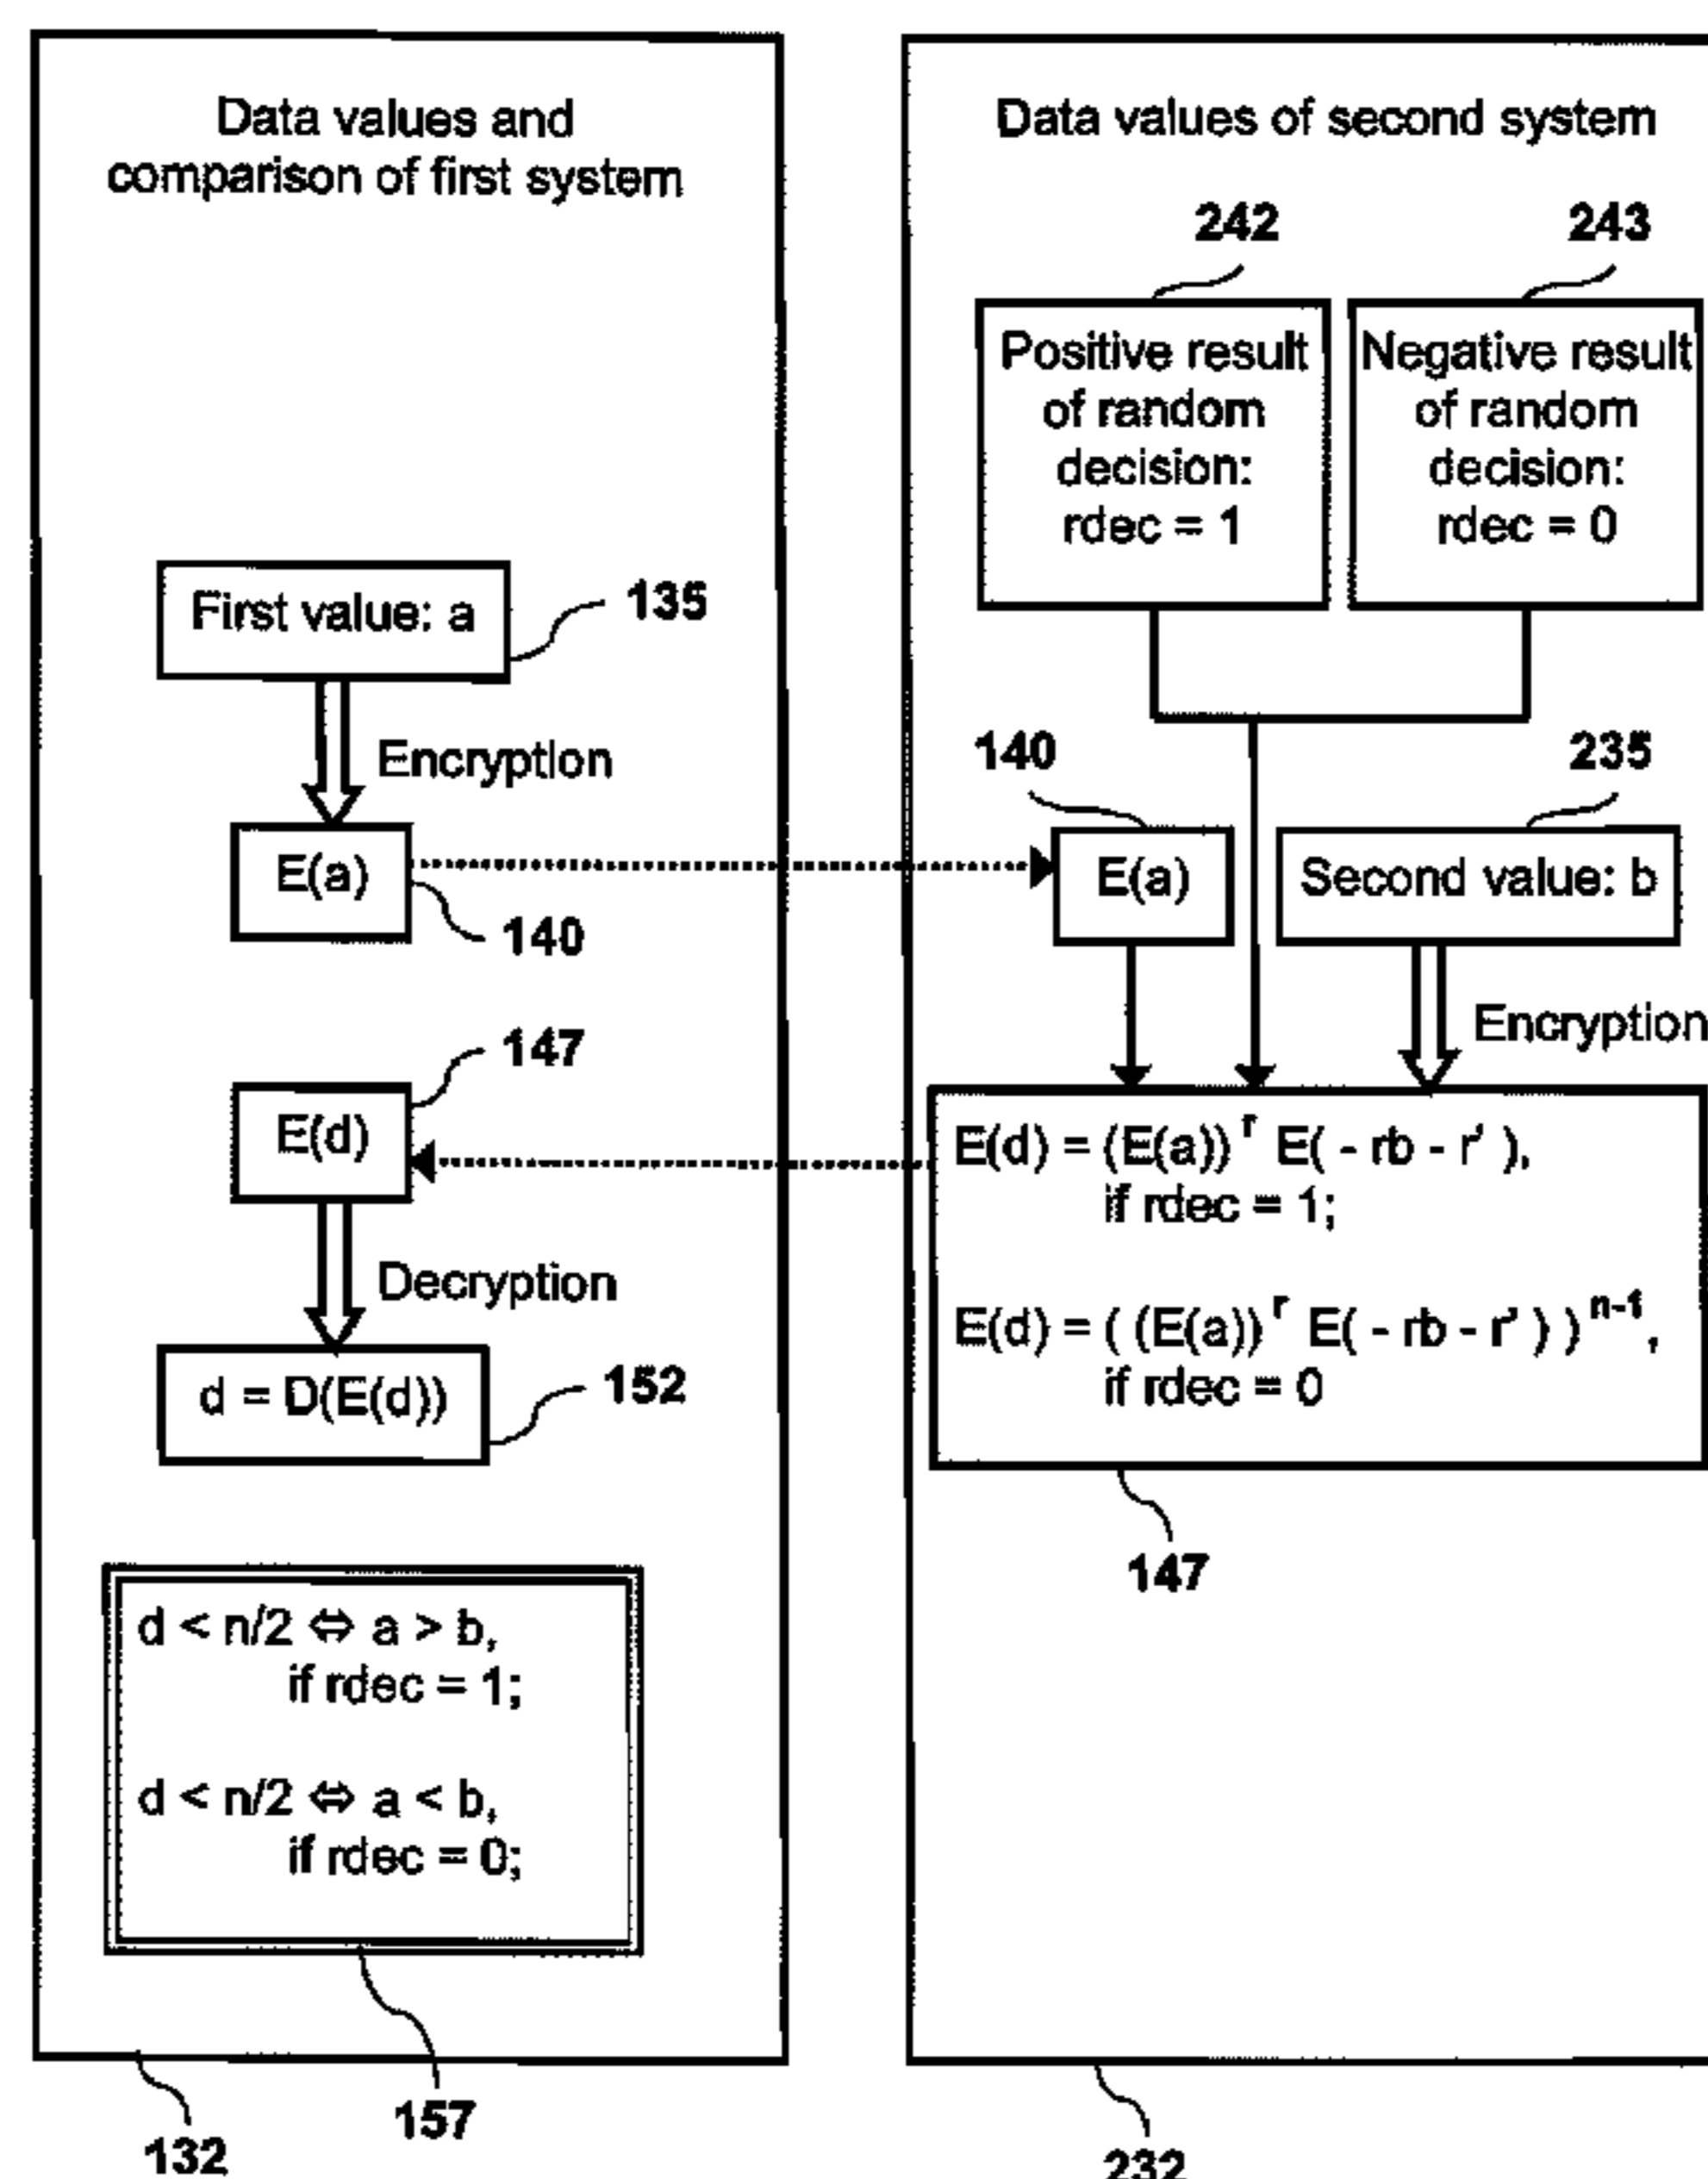 Data values and
comparison of first system
First value: a
135
Encryption
E(a)
140
147
E(d)
Decryption
d = D(E(d))
152
d < n/2 ⇔ a > b,
if rdec = 1;
d < n/2 ⇔ a < b,
if rdec = 0;
157
132
Data values of second system
242
243
Positive result
of random
decision:
rdec = 1
Negative result
of random
decision:
rdec = 0
140
235
E(a)
Second value: b
Encryption
E(d) = (E(a)) ^r E( - rb - r' ),
if rdec = 1;
E(d) = ( (E(a)) ^r E( - rb - r' ) ) ^n-1,
if rdec = 0
147
232